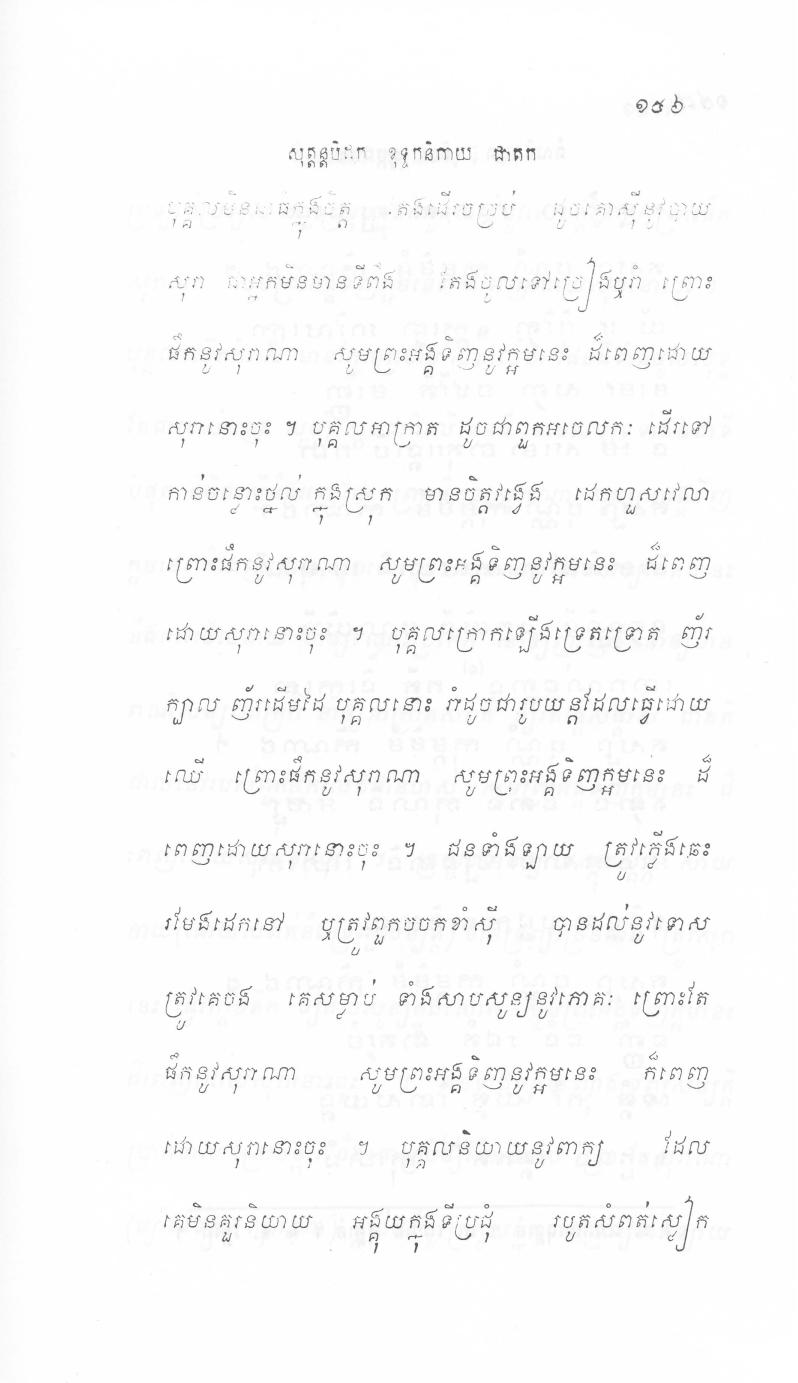 ១៥៦
សុត្តន្តបិដក ខុទ្ទកនិកាយ ជាតក
បុគ្គលមិនជាធំក្នុងចិត្ត តែងដើរចប្រប់ ដូចគោស៊ីនូវបាយ
សុរា ជាអ្នកមិនមានទីពឹង តែងចូលទៅច្រៀងឬរាំ ព្រោះ
ផឹកនូវសុរាណា សូមព្រះអង្គទិញនូវក្អមនេះ ដ៏ពេញដោយ
សុរានោះចុះ ។ បុគ្គលអាក្រាត ដូចជាពួកអចេលកៈ ដើរទៅ
កាន់ចន្លោះថ្នល់ ក្នុងស្រុក មានចិត្តវង្វេង ដេកហួសវេលា
ព្រោះផឹកនូវសុរាណា សូមព្រះអង្គទិញនូវក្អមនេះ ដ៏ពេញ
ដោយសុរានោះចុះ ។ បុគ្គលក្រោកឡើងទ្រេតទ្រោត ញ័រ
ក្បាល ញ័រដើមដៃ បុគ្គលនោះ រាំដូចជារូបយន្តដែលធ្វើដោយ
ឈើ ព្រោះផឹកនូវសុរាណា សូមព្រះអង្គទិញក្អមនេះ ដ៏
ពេញដោយសុរានោះចុះ ។ ជនទាំងឡាយ ត្រូវភ្លើងឆេះ
រមែងដេកនៅ ឬត្រូវពួកចចកខាំស៊ី បានដល់នូវទោស
ត្រូវគេចង គេសម្លាប់ ទាំងសាបសូន្យនូវភោគៈ ព្រោះតែ
ផឹកនូវសុរាណា សូមព្រះអង្គទិញនូវក្អមនេះ ក៏ពេញ
ដោយសុរានោះចុះ ។ បុគ្គលនិយាយនូវពាក្យ ដែល
គេមិនគួរនិយាយ អង្គុយក្នុងទីប្រជុំ របូតសំពត់ស្លៀក